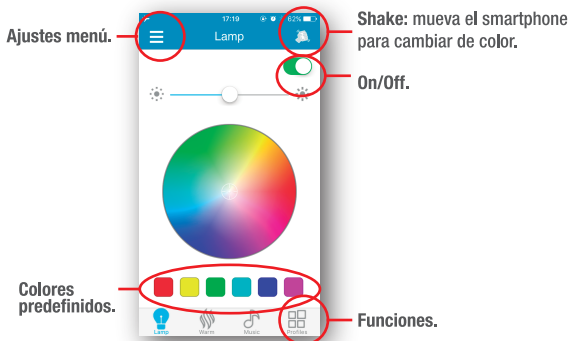 17:19
62%
Lamp
Ajustes menú.
Shake: mueva el smartphone
para cambiar de color.
On/Off.
Colores
predefinidos.
Lamp
Warm
Music
Profiles
Funciones.